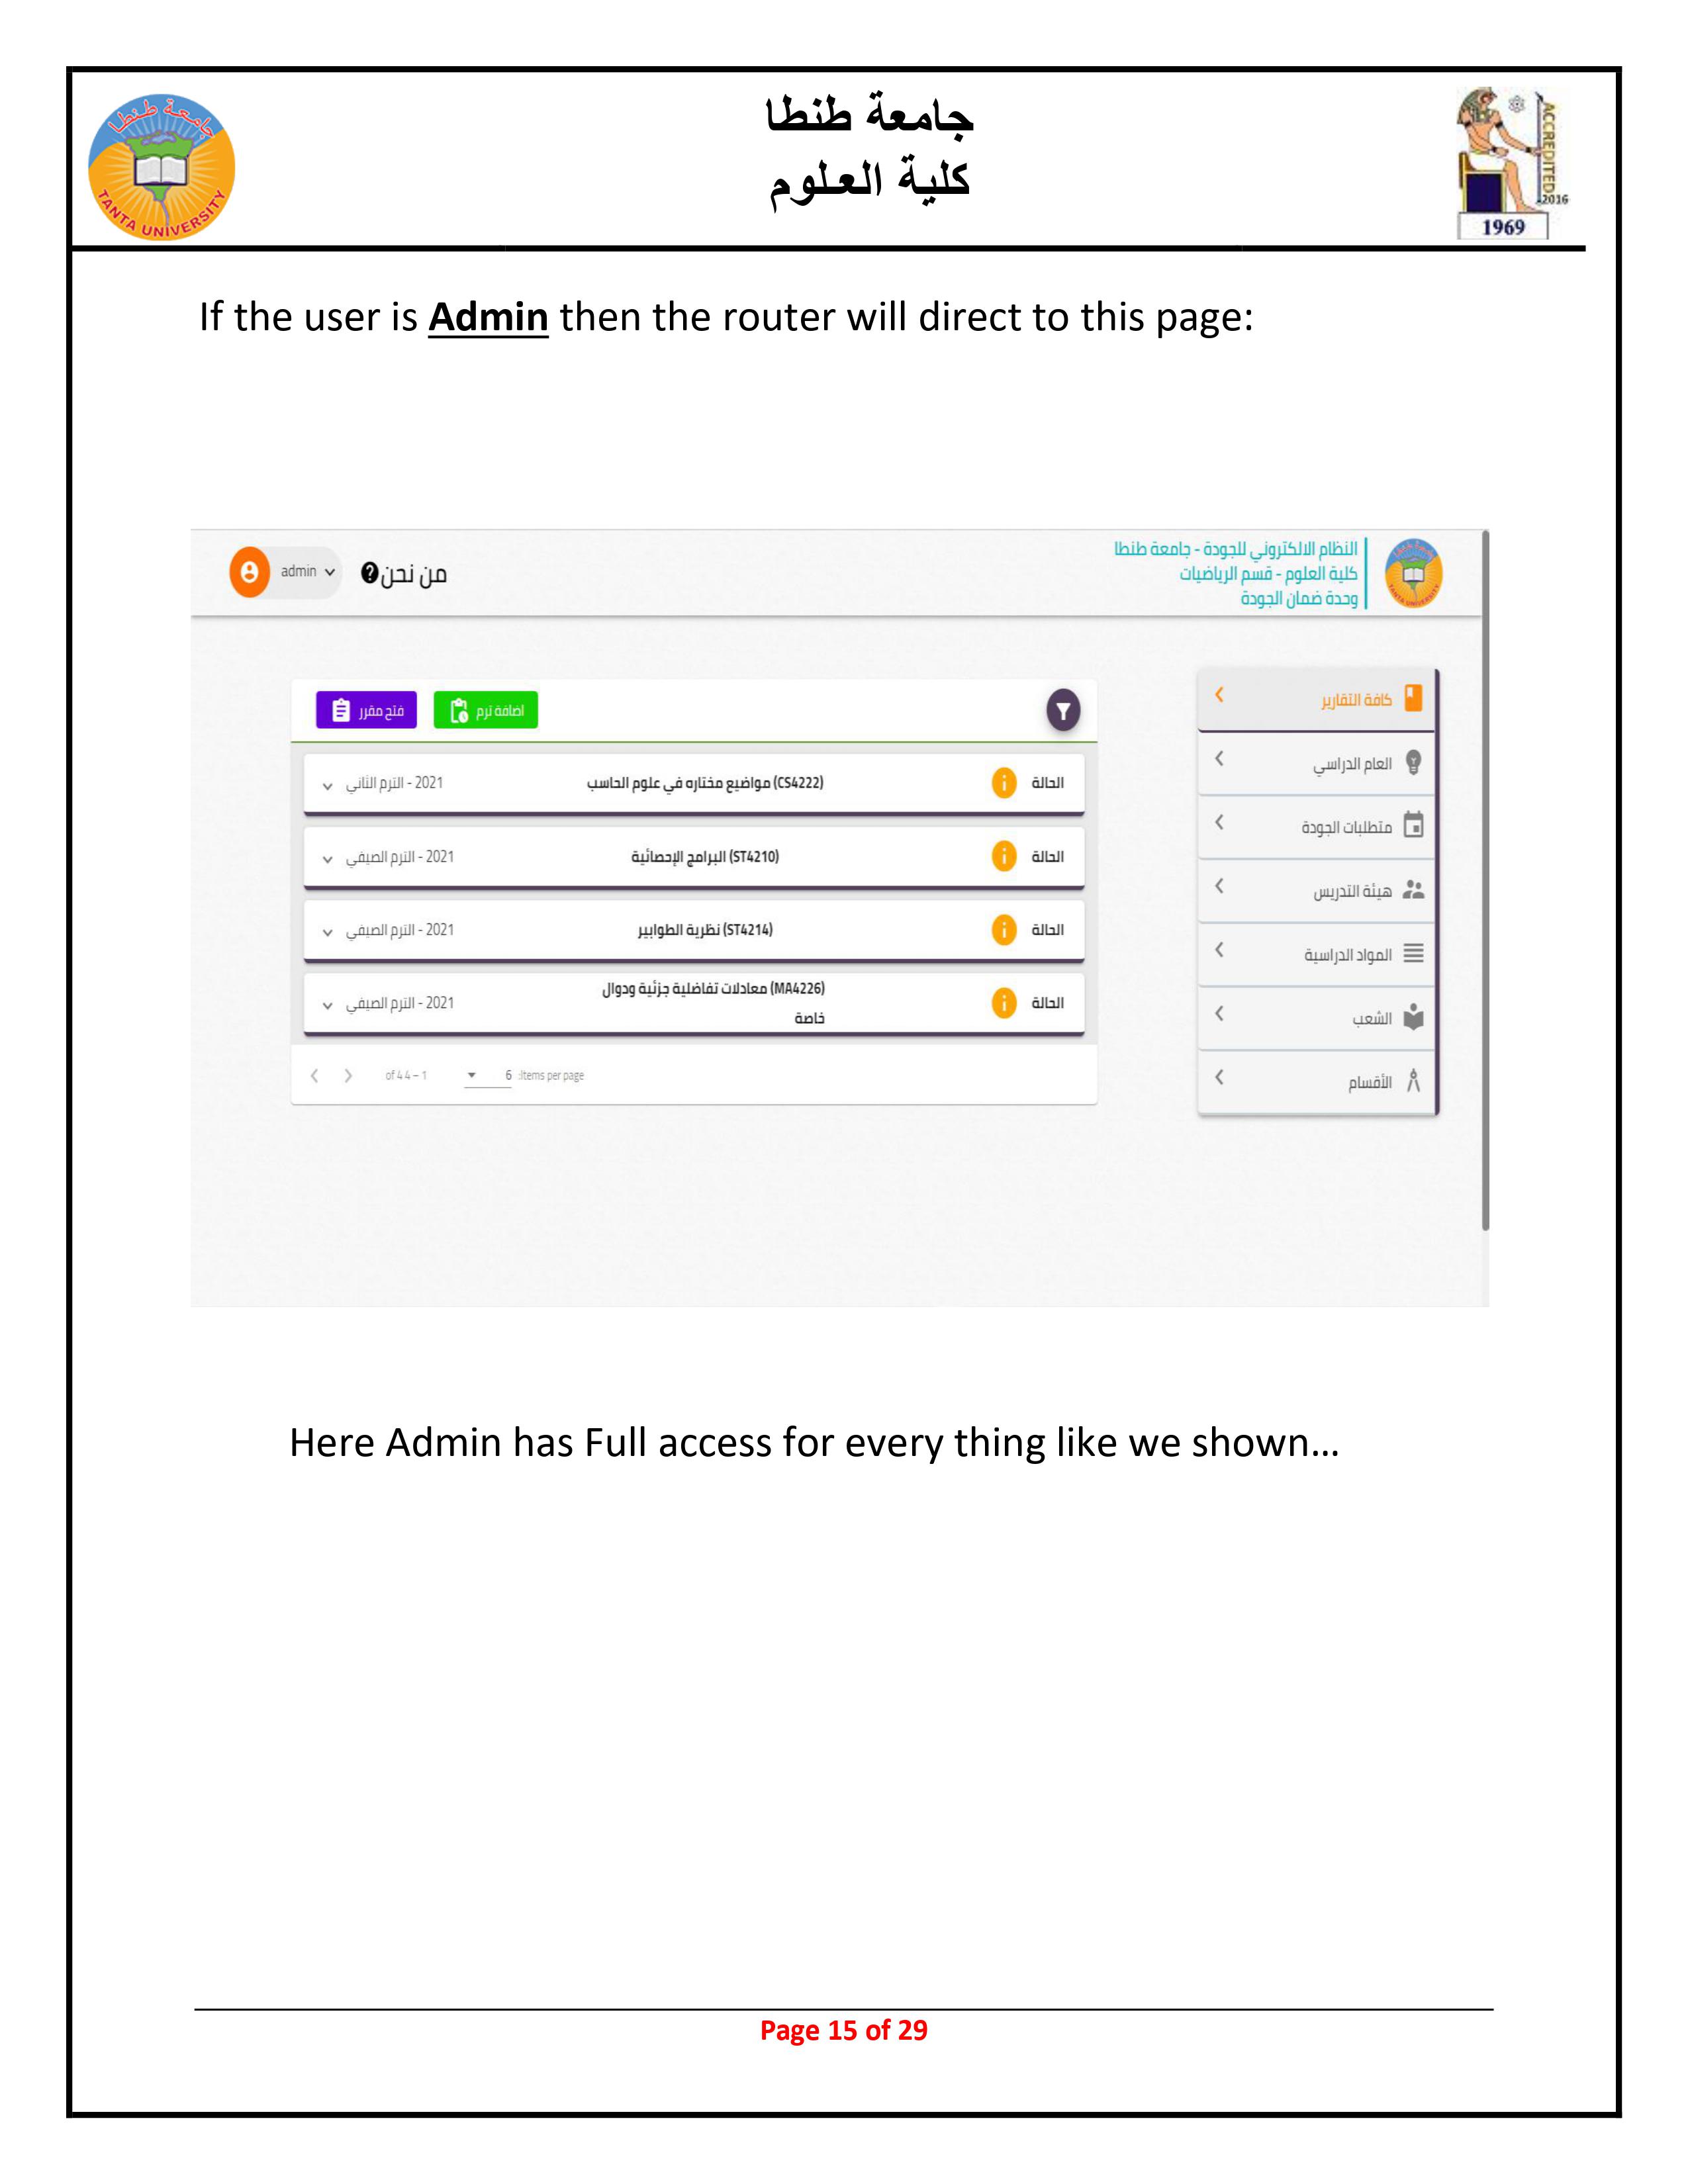 جامعة طنطا
كلية العلوم
جامعة طنطا
TANTA UNIVERSITY
ACCREDITED
2016
1969
If the user is Admin then the router will direct to this page:
النظام الالكتروني للجودة - جامعة طنطا
كلية العلوم - قسم الرياضيات
وحدة ضمان الجودة
من نحن?
admin
كافة التقارير
العام الدراسي
متطلبات الجودة
هيئة التدريس
المواد الدراسية
الشعب
الأقسام
اضافة ترم
فتح مقرر
الحالة (CS4222) مواضيع مختاره في علوم الحاسب 2021 - الترم الثاني
الحالة (ST4210) البرامج الإحصائية 2021 - الترم الصيفي
الحالة (ST4214) نظرية الطوابير 2021 - الترم الصيفي
الحالة (MA4226) معادلات تفاضلية جزئية ودوال 2021 - الترم الصيفي
خاصة
:Items per page 6 of 4 4 – 1
Here Admin has Full access for every thing like we shown…
Page 15 of 29